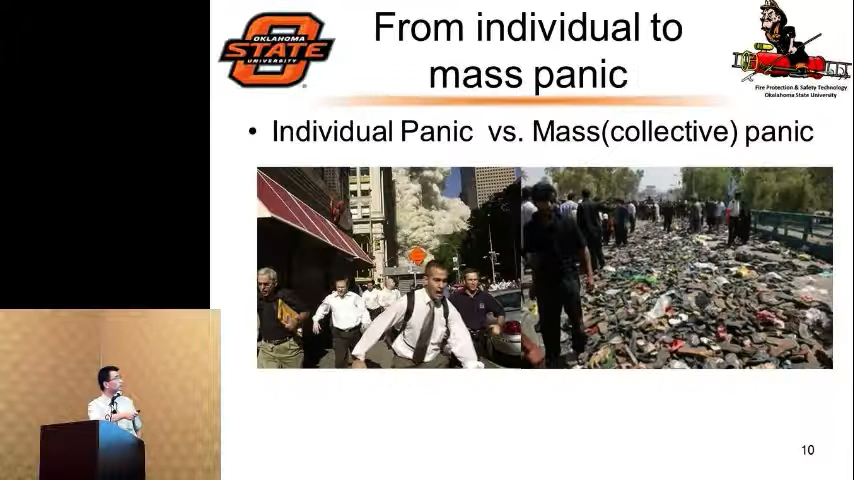 OKLAHOMA
STATE
UNIVERSITY
From individual to
mass panic
Fire Protection & Safety Technology
Oklahoma State University
• Individual Panic vs. Mass(collective) panic
10